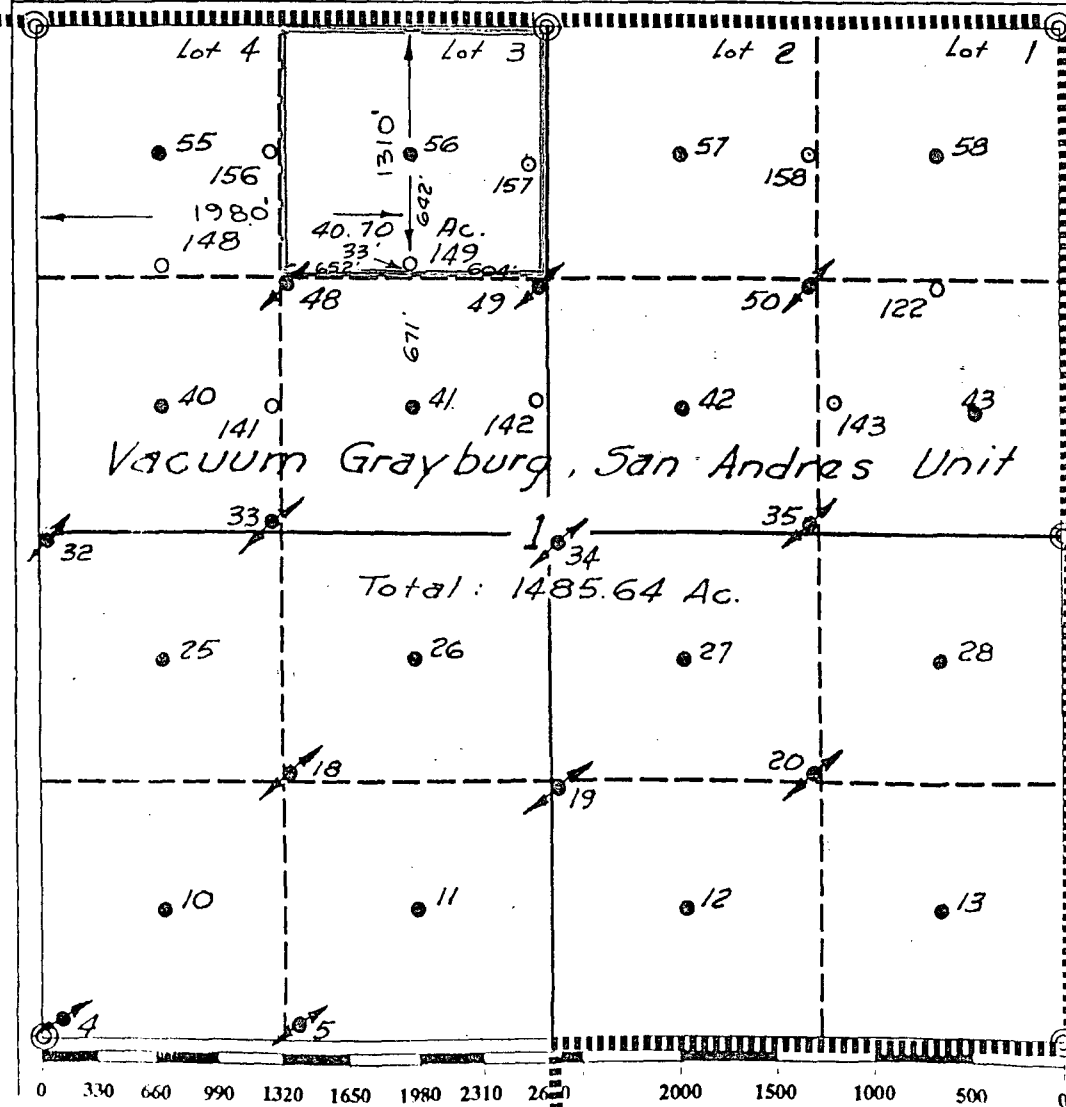 Lot 4 Lot 3 Lot 2 Lot 1
55 56 57 58
1310'
156 157 158
1980' 642'
40.70 Ac.
148 33' 149
652' 604'
48 49 50 122
671'
40 41 42 43
141 142 143
Vacuum Grayburg, San Andres Unit
33 1 35
32 34
Total: 1485.64 Ac.
25 26 27 28
18 20
19
10 11 12 13
4 5
0 330 660 990 1320 1650 1980 2310 2000 1500 1000 500 0